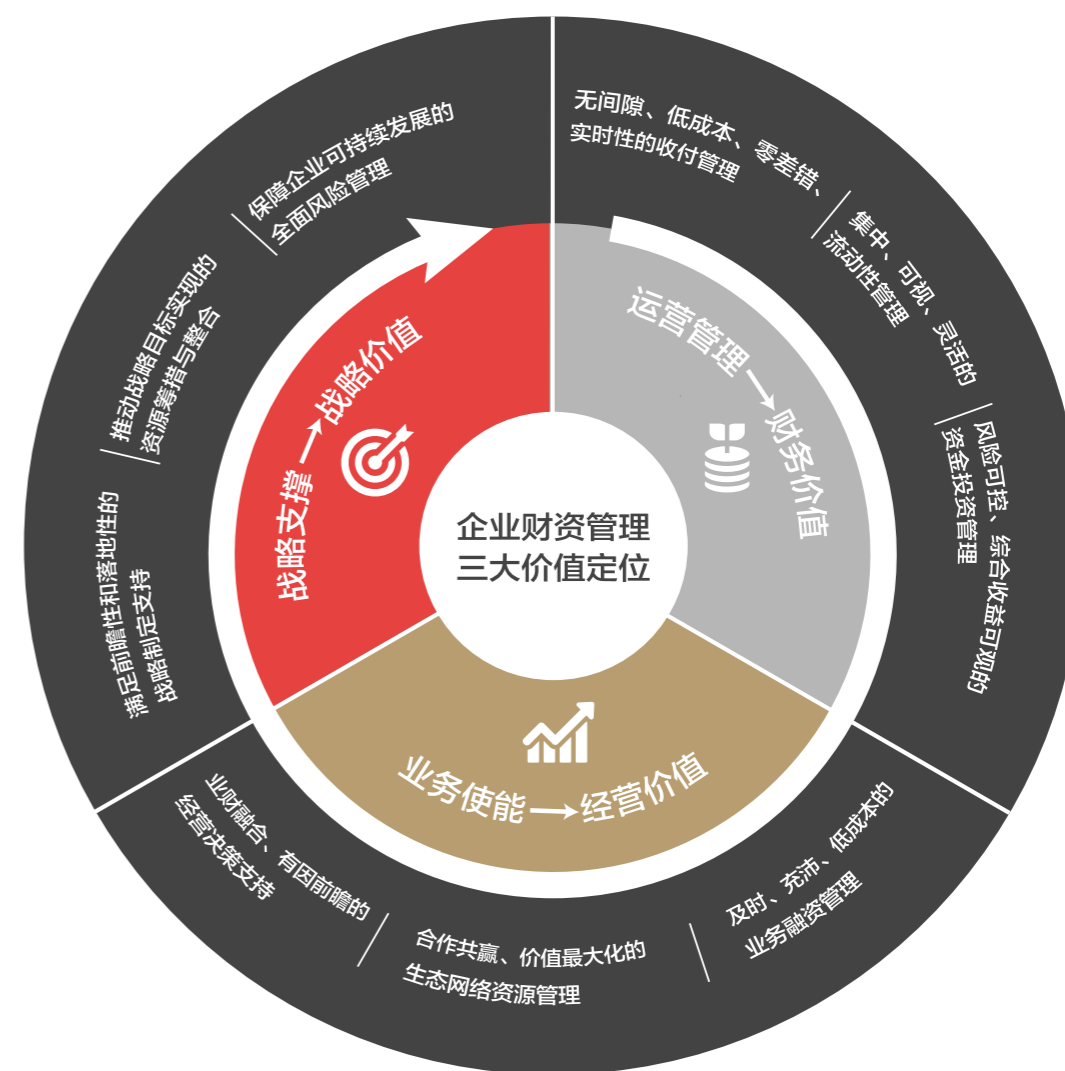 企业财资管理
三大价值定位
运营管理→财务价值
无间隙、低成本、零差错、
实时性的收付管理
集中、可视、灵活的
流动性管理
风险可控、综合收益可观的
资金投资管理
业务使能→经营价值
及时、充沛、低成本的
业务融资管理
合作共赢、价值最大化的
生态网络资源管理
业财融合、有因前瞻的
经营决策支持
战略支撑→战略价值
满足前瞻性和落地性的
战略制定支持
推动战略目标实现的
资源筹措与整合
保障企业可持续发展的
全面风险管理